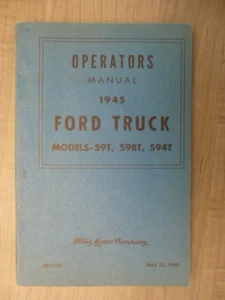 OPERATORS
MANUAL
1945
FORD TRUCK
MODELS-59T, 598T, 594T
Ford Motor Company